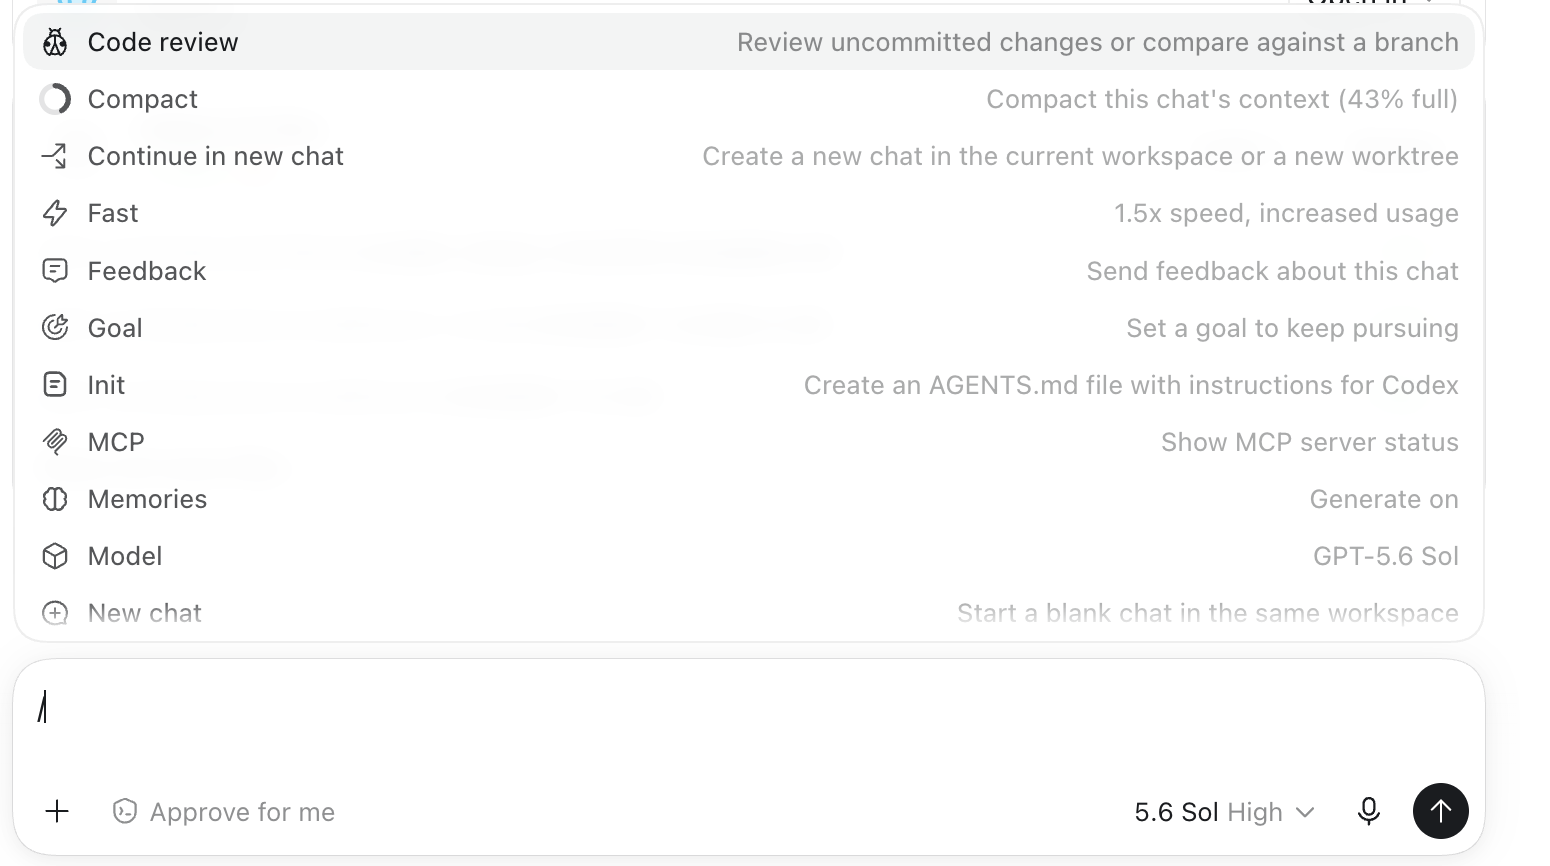 Code review Review uncommitted changes or compare against a branch
Compact Compact this chat's context (43% full)
Continue in new chat Create a new chat in the current workspace or a new worktree
Fast 1.5x speed, increased usage
Feedback Send feedback about this chat
Goal Set a goal to keep pursuing
Init Create an AGENTS.md file with instructions for Codex
MCP Show MCP server status
Memories Generate on
Model GPT-5.6 Sol
New chat Start a blank chat in the same workspace
/
Approve for me 5.6 Sol High